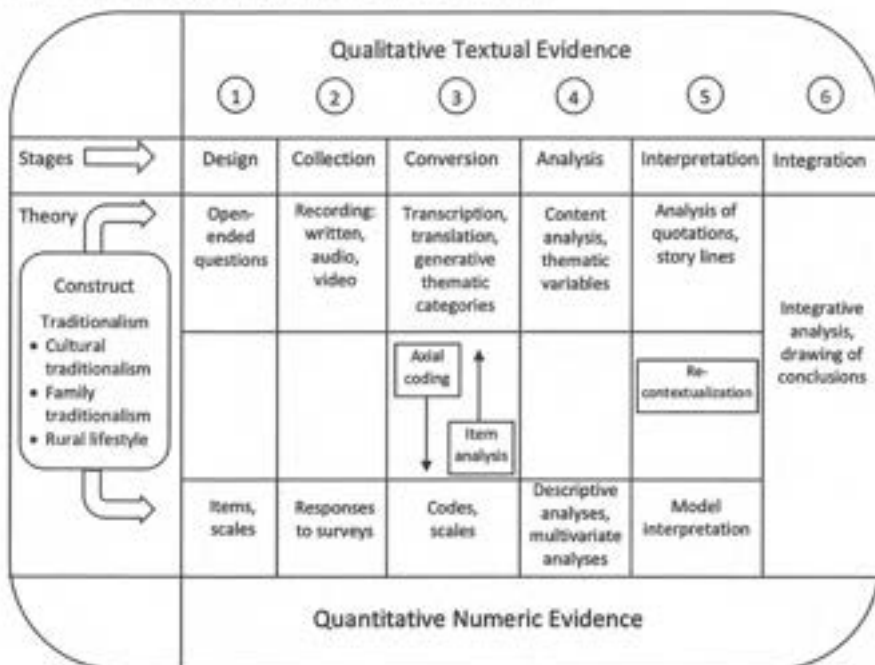 Qualitative Textual Evidence
1 2 3 4 5 6
Stages Design Collection Conversion Analysis Interpretation Integration
Theory
Construct
Traditionalism
• Cultural
traditionalism
• Family
traditionalism
• Rural lifestyle
Open-
ended
questions
Recording:
written,
audio,
video
Transcription,
translation,
generative
thematic
categories
Content
analysis,
thematic
variables
Analysis of
quotations,
story lines
Axial
coding
Item
analysis
Re-
contextualization
Integrative
analysis,
drawing of
conclusions
Items,
scales
Responses
to surveys
Codes,
scales
Descriptive
analyses,
multivariate
analyses
Model
interpretation
Quantitative Numeric Evidence